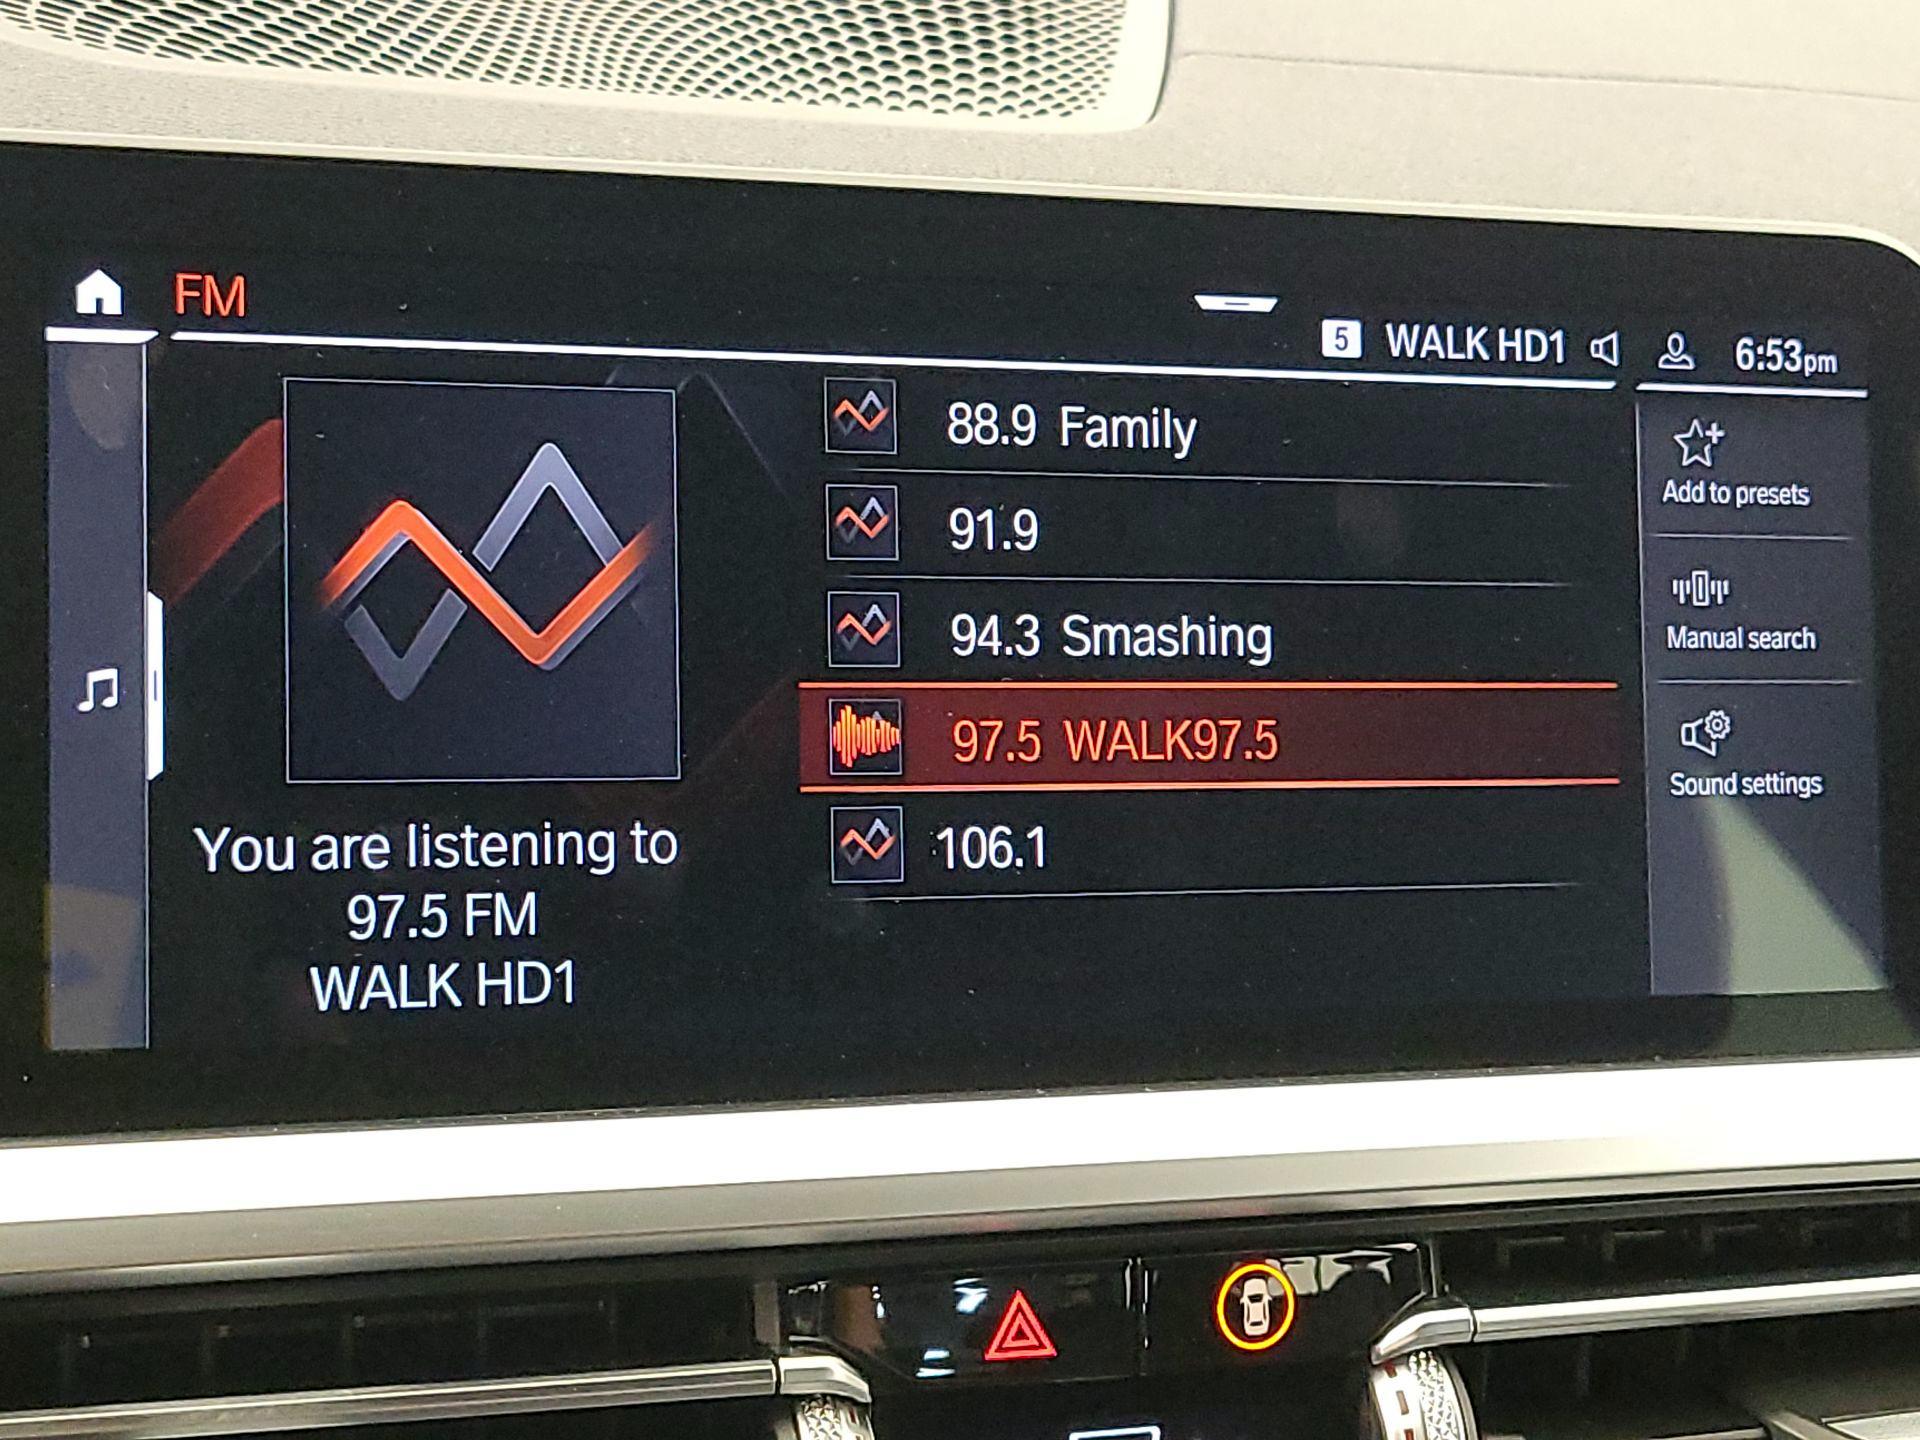 FM
5 WALK HD1 6:53pm
88.9 Family
91.9
94.3 Smashing
97.5 WALK97.5
106.1
You are listening to
97.5 FM
WALK HD1
Add to presets
Manual search
Sound settings